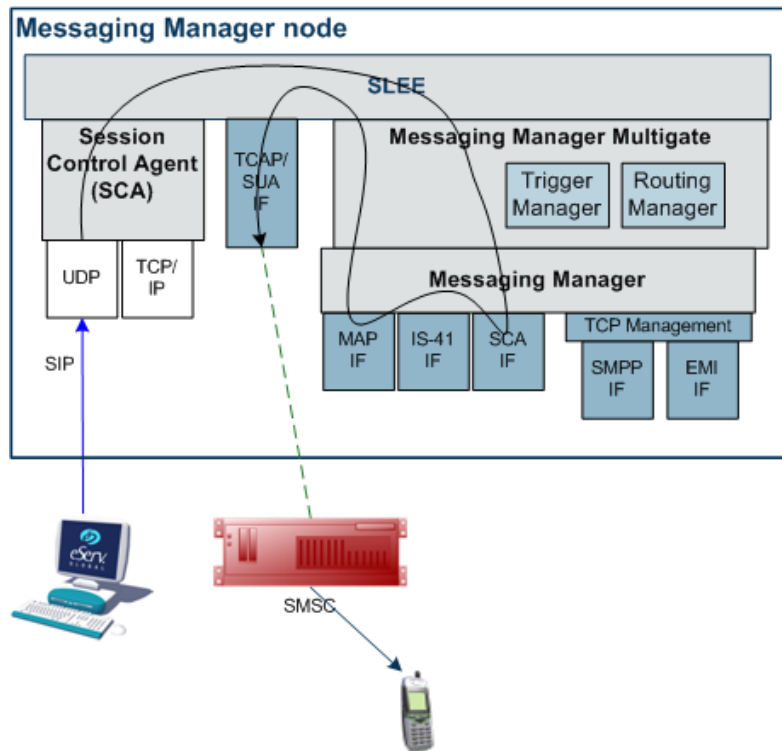 Messaging Manager node
SLEE
Session
Control Agent
(SCA)
TCAP/
SUA
IF
Messaging Manager Multigate
Trigger
Manager
Routing
Manager
UDP
TCP/
IP
Messaging Manager
MAP
IF
IS-41
IF
SCA
IF
TCP Management
SMPP
IF
EMI
IF
SIP
eServ
GLOBAL
SMSC